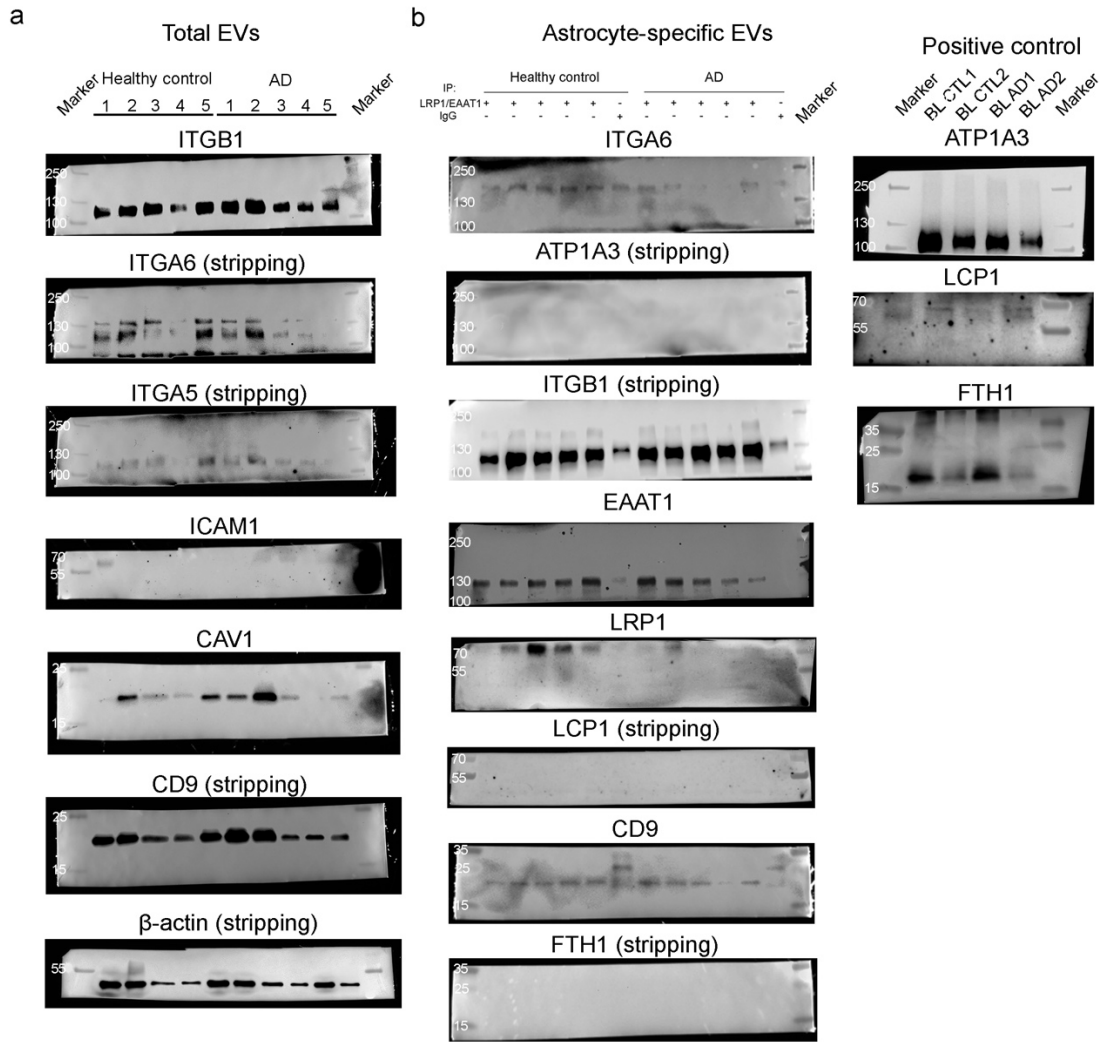 a
Total EVs
Marker
Healthy control
AD
Marker
1 2 3 4 5 1 2 3 4 5
ITGB1
250
130
100
ITGA6 (stripping)
250
130
100
ITGA5 (stripping)
250
130
100
ICAM1
70
55
CAV1
25
15
CD9 (stripping)
25
15
β-actin (stripping)
55
b
Astrocyte-specific EVs
Healthy control
AD
Marker
IP:
LRP1/EAAT1 + + + + + - + + + + + -
IgG - - - - - + - - - - - +
ITGA6
250
130
100
ATP1A3 (stripping)
250
130
100
ITGB1 (stripping)
250
130
100
EAAT1
250
130
100
LRP1
70
55
LCP1 (stripping)
70
55
CD9
35
25
15
FTH1 (stripping)
35
25
15
Positive control
Marker
BL CTL1
BL CTL2
BL AD1
BL AD2
Marker
ATP1A3
250
130
100
LCP1
70
55
FTH1
35
25
15